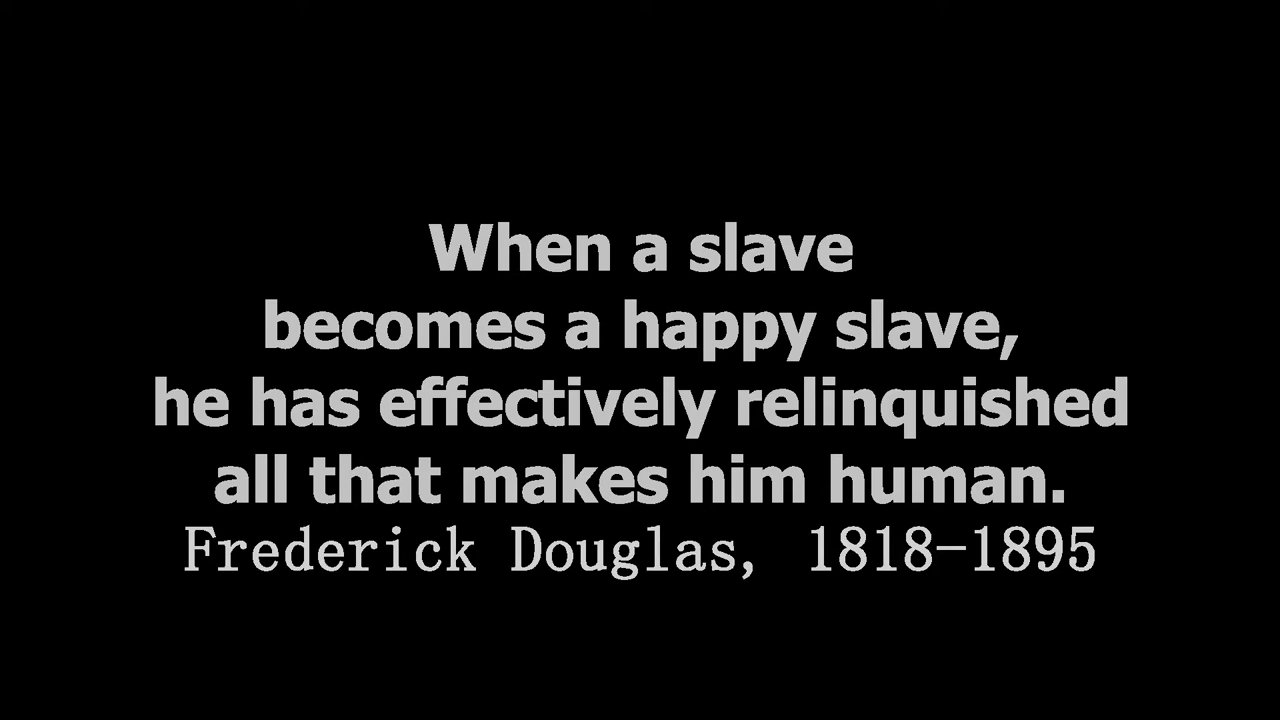 When a slave
becomes a happy slave,
he has effectively relinquished
all that makes him human.
Frederick Douglas, 1818-1895